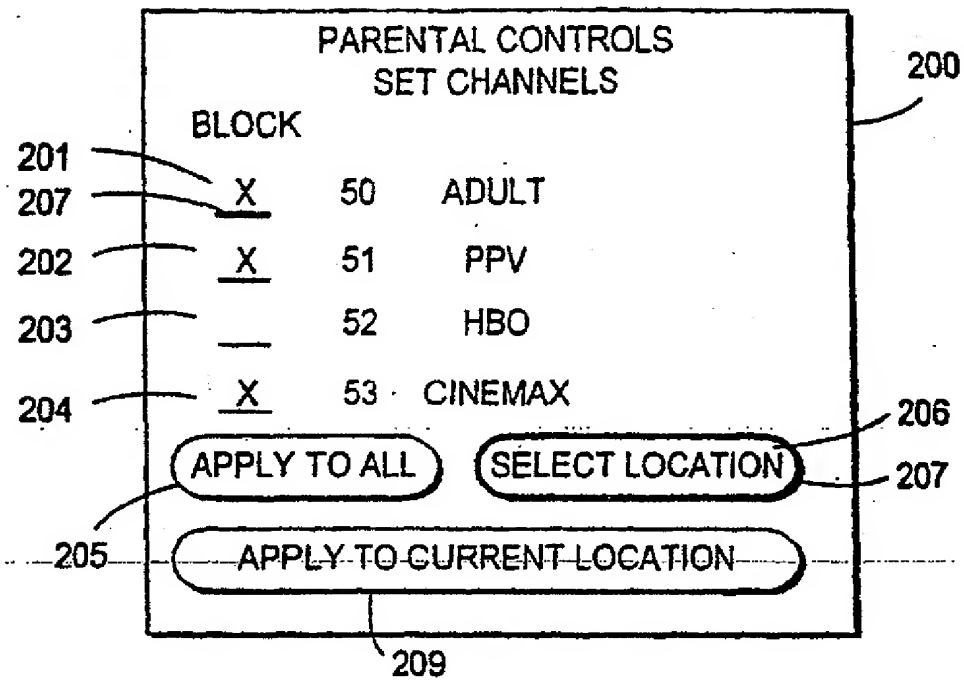 PARENTAL CONTROLS
SET CHANNELS
200
BLOCK
201
X 50 ADULT
207
202 X 51 PPV
203 52 HBO
204 X 53 CINEMAX
206
APPLY TO ALL SELECT LOCATION
207
205
APPLY TO CURRENT LOCATION
209